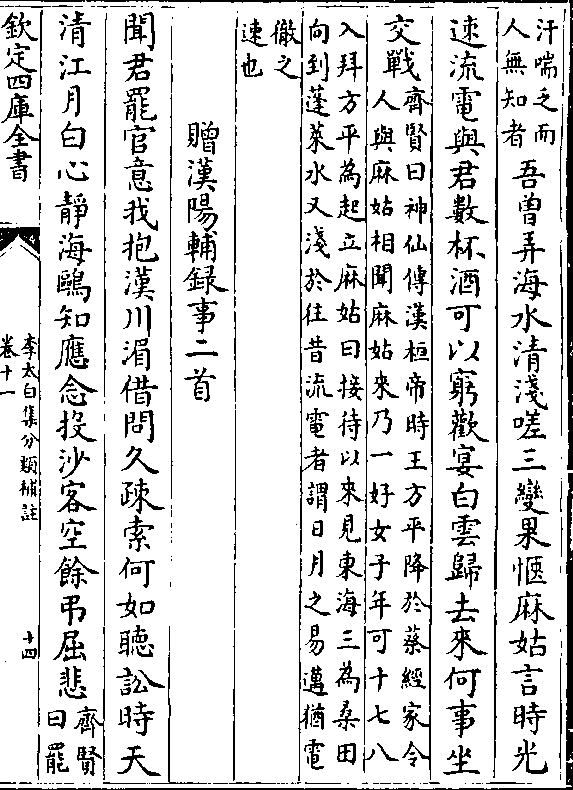 汗喘乏而
人無知者
吾曽弄海水清淺嗟三變果愜麻姑言時光
速流電與君數杯酒可以窮歡宴白雲歸去來何事坐
交戰
齊賢曰神仙傳漢桓帝時王方平降於蔡經家令
人與麻姑相聞麻姑來乃一好女子年可十七八
入拜方平為起立麻姑曰接待以來見東海三為桑田
向到蓬萊水又淺於往昔流電者謂日月之易邁猶電
徹之
速也
贈漢陽輔録事二首
聞君罷官意我抱漢川湄借問久疎索何如聽訟時天
清江月白心靜海鷗知應念投沙客空餘弔屈悲
齊賢
曰罷
欽定四庫全書
李太白集分類補註
卷十一
十四